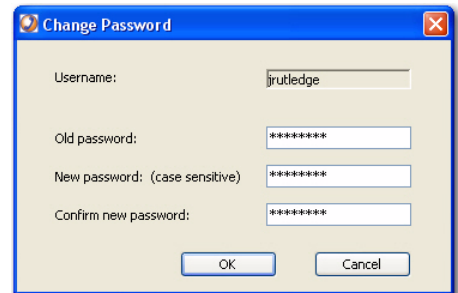 Change Password
Username: jrutledge
Old password: ********
New password: (case sensitive) ********
Confirm new password: ********
OK Cancel